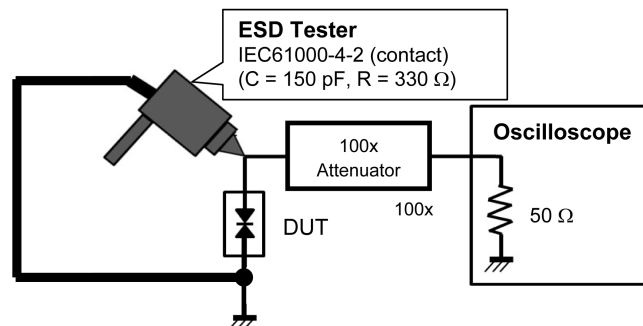 ESD Tester
IEC61000-4-2 (contact)
(C = 150 pF, R = 330 Ω)
100x
Attenuator
100x
Oscilloscope
50 Ω
DUT